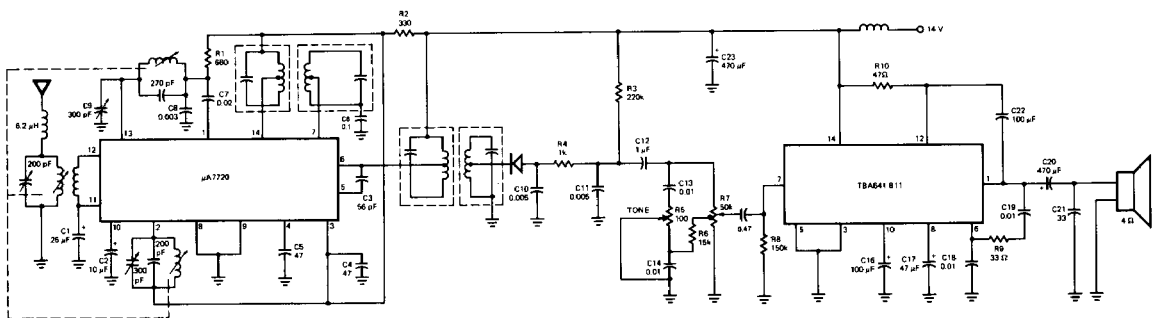 R2
330
14 V
R1
680
270 pF
C9
300 pF
C7
0.02
C8
0.003
C23
470 µF
R10
47Ω
6.2 µH
13
1
14
7
C6
0.1
R3
220k
C22
100 µF
200 pF
12
µA7720
6
5
C3
56 pF
R4
1k
C12
1 µF
14
12
C10
0.005
C11
0.005
C13
0.01
R7
50k
7
TBA641 B11
1
C20
470 µF
11
TONE
R5
100
0.47
C19
0.01
C21
33
4 Ω
C1
25 µF
10
2
8
9
4
3
R6
15k
R8
150k
5
3
10
8
6
R9
33 Ω
C2
10 µF
200
pF
300
pF
C5
47
C4
47
C14
0.01
C16
100 µF
C17
47 µF
C18
0.01